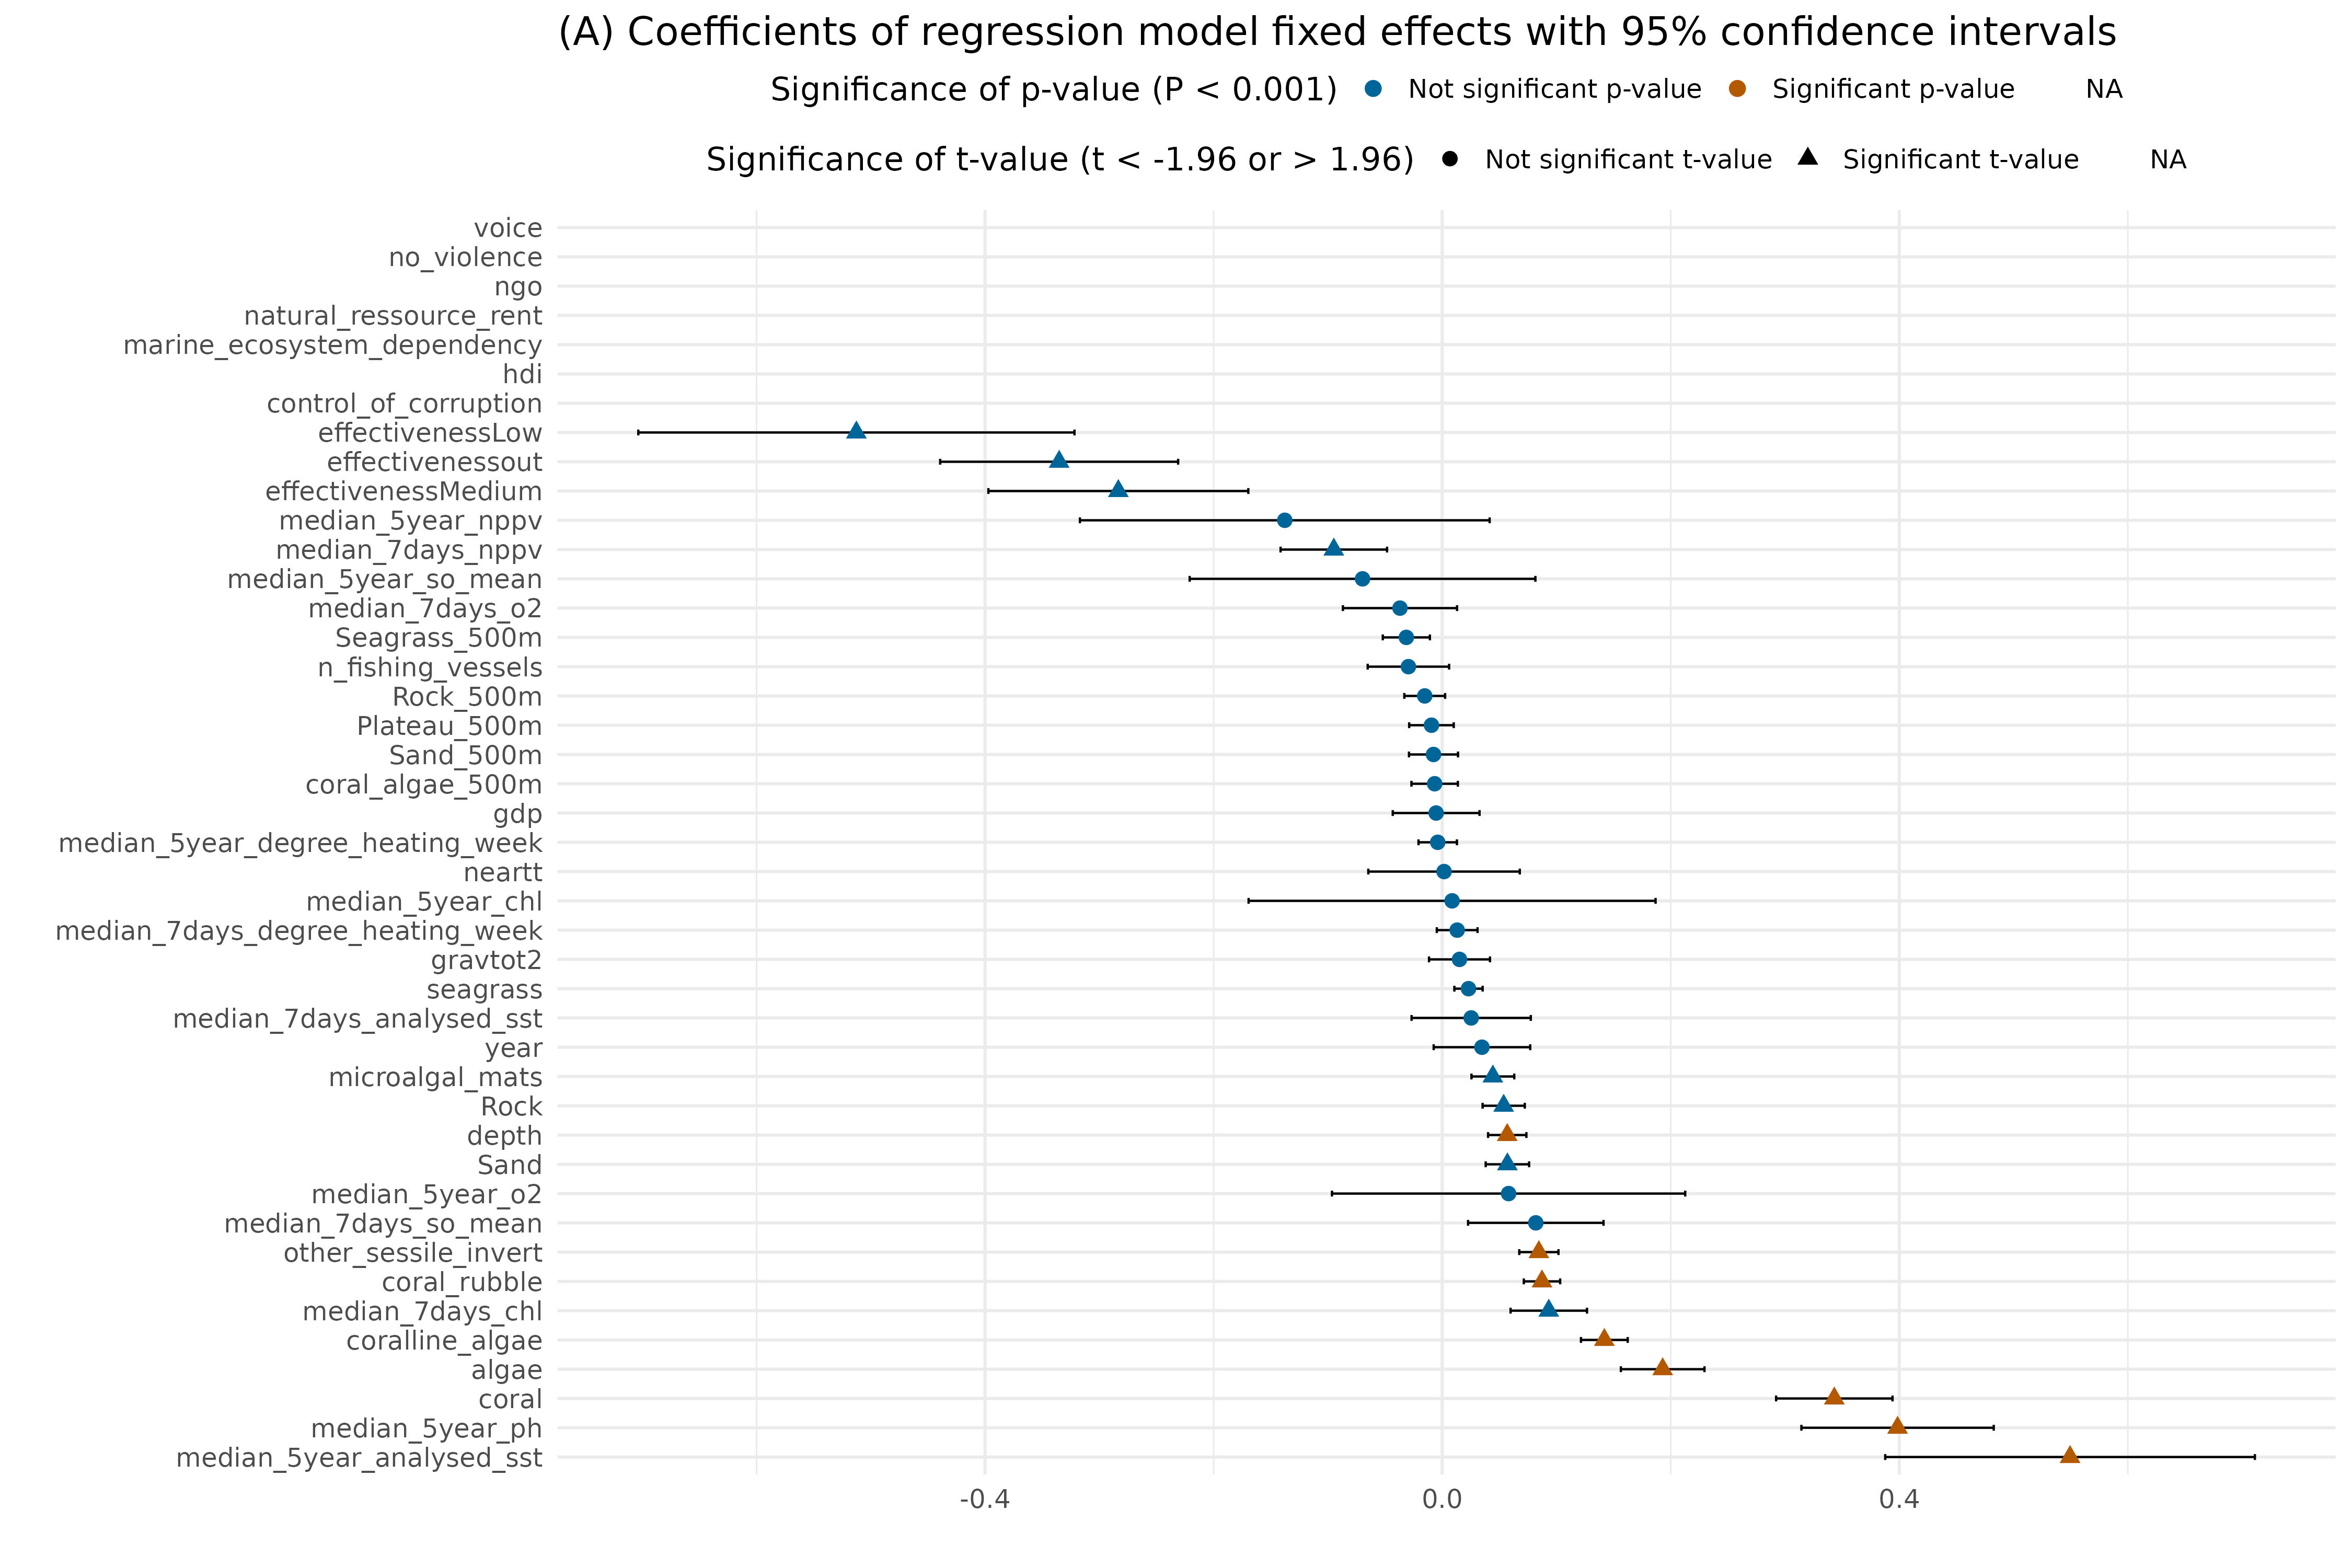 (A) Coefficients of regression model fixed effects with 95% confidence intervals
Significance of p-value (P < 0.001) Not significant p-value Significant p-value NA
Significance of t-value (t < -1.96 or > 1.96) Not significant t-value Significant t-value NA
voice
no_violence
ngo
natural_ressource_rent
marine_ecosystem_dependency
hdi
control_of_corruption
effectivenessLow
effectivenessout
effectivenessMedium
median_5year_nppv
median_7days_nppv
median_5year_so_mean
median_7days_o2
Seagrass_500m
n_fishing_vessels
Rock_500m
Plateau_500m
Sand_500m
coral_algae_500m
gdp
median_5year_degree_heating_week
neartt
median_5year_chl
median_7days_degree_heating_week
gravtot2
seagrass
median_7days_analysed_sst
year
microalgal_mats
Rock
depth
Sand
median_5year_o2
median_7days_so_mean
other_sessile_invert
coral_rubble
median_7days_chl
coralline_algae
algae
coral
median_5year_ph
median_5year_analysed_sst
-0.4 0.0 0.4